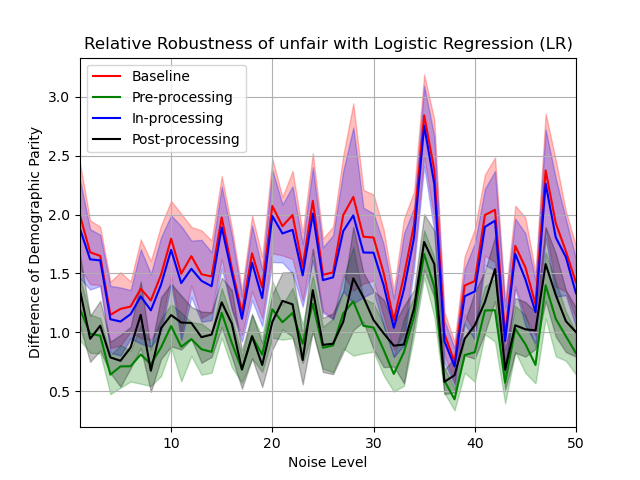 Relative Robustness of unfair with Logistic Regression (LR)
Baseline
Pre-processing
In-processing
Post-processing
Difference of Demographic Parity
3.0
2.5
2.0
1.5
1.0
0.5
10 20 30 40 50
Noise Level